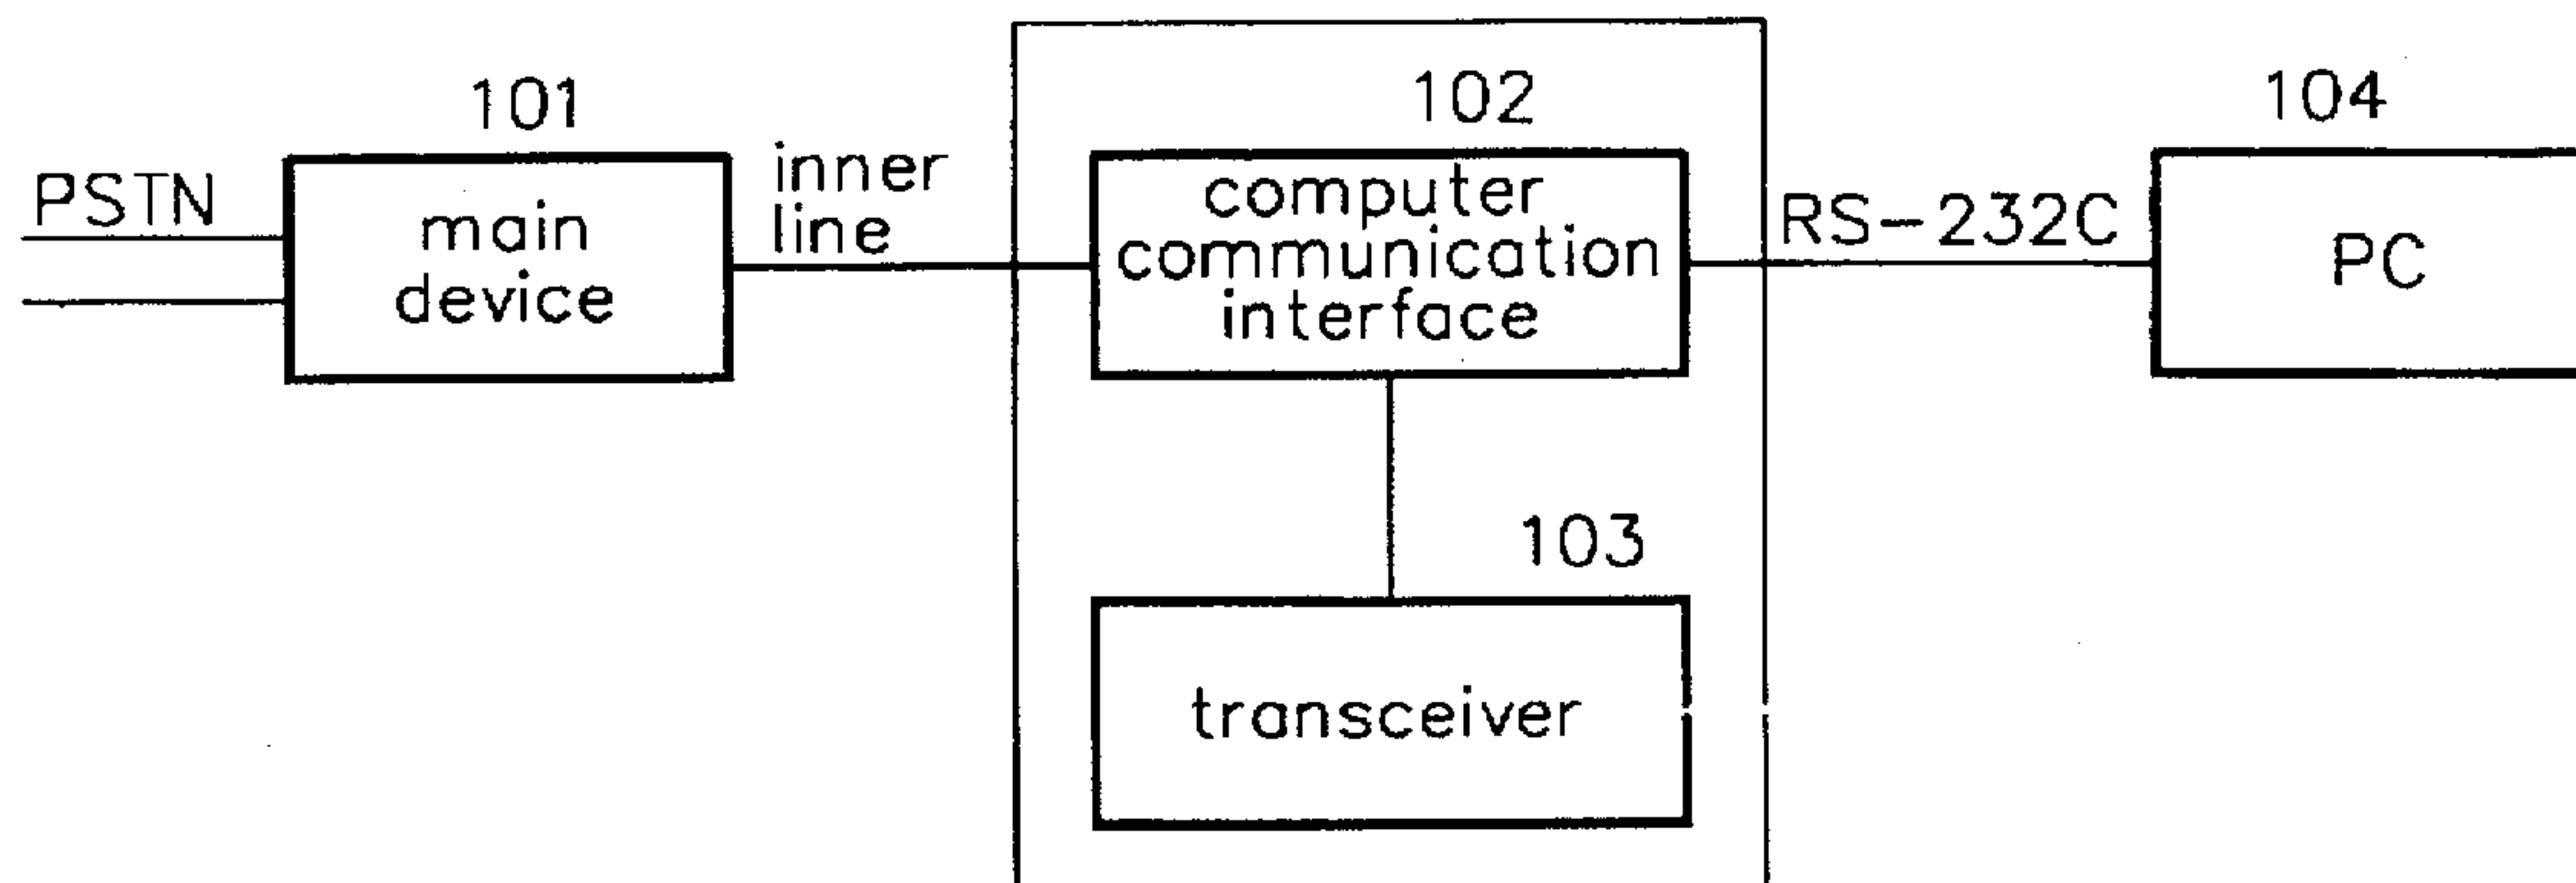 101
102
104
PSTN
main
device
inner
line
computer
communication
interface
RS-232C
PC
103
transceiver